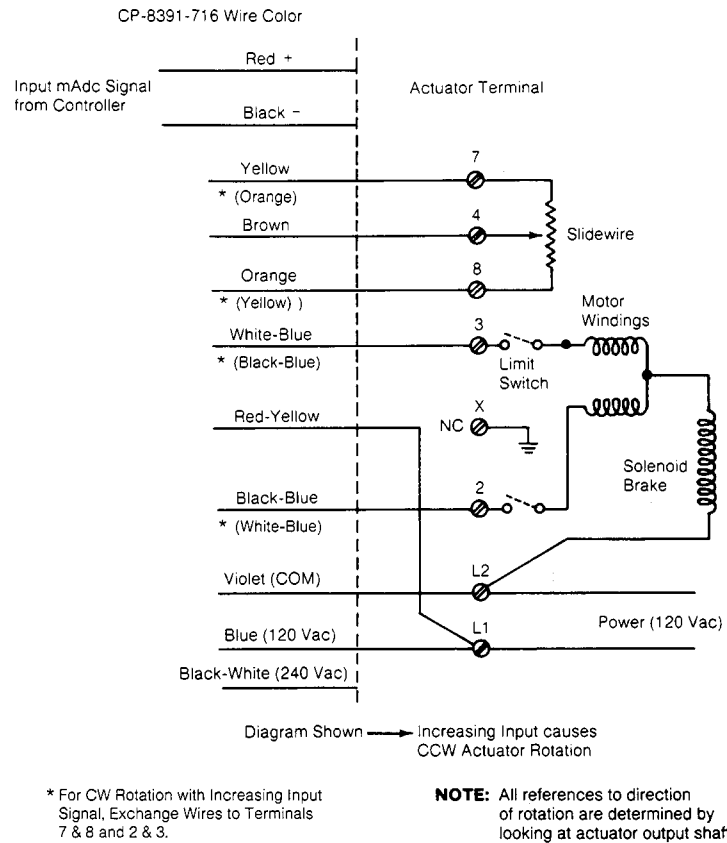 CP-8391-716 Wire Color
Red +
Input mAdc Signal
from Controller
Actuator Terminal
Black -
7
Yellow
* (Orange)
4
Brown
Slidewire
8
Orange
* (Yellow) )
Motor
Windings
3
White-Blue
* (Black-Blue)
Limit
Switch
X
Red-Yellow
NC
Solenoid
Brake
2
Black-Blue
* (White-Blue)
L2
Violet (COM)
Power (120 Vac)
L1
Blue (120 Vac)
Black-White (240 Vac)
Diagram Shown Increasing Input causes
CCW Actuator Rotation
* For CW Rotation with Increasing Input
Signal, Exchange Wires to Terminals
7 & 8 and 2 & 3.
NOTE: All references to direction
of rotation are determined by
looking at actuator output shaf